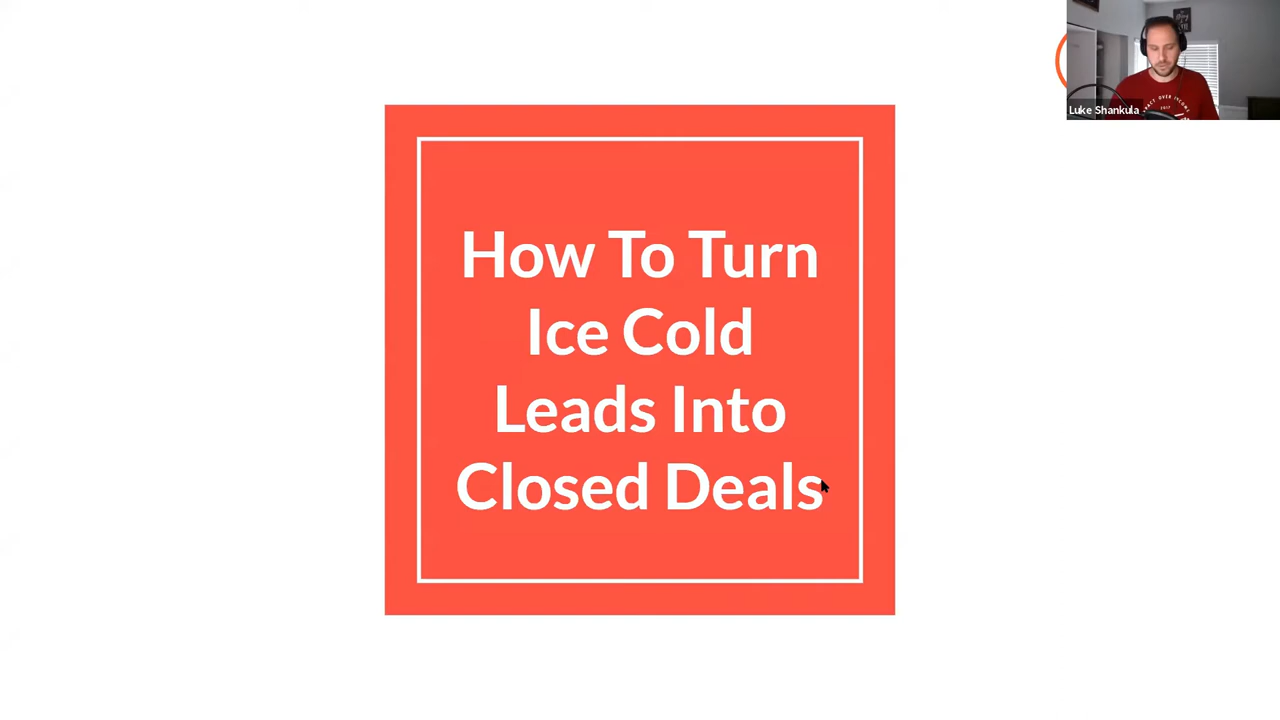 How To Turn
Ice Cold
Leads Into
Closed Deals
Luke Shankula